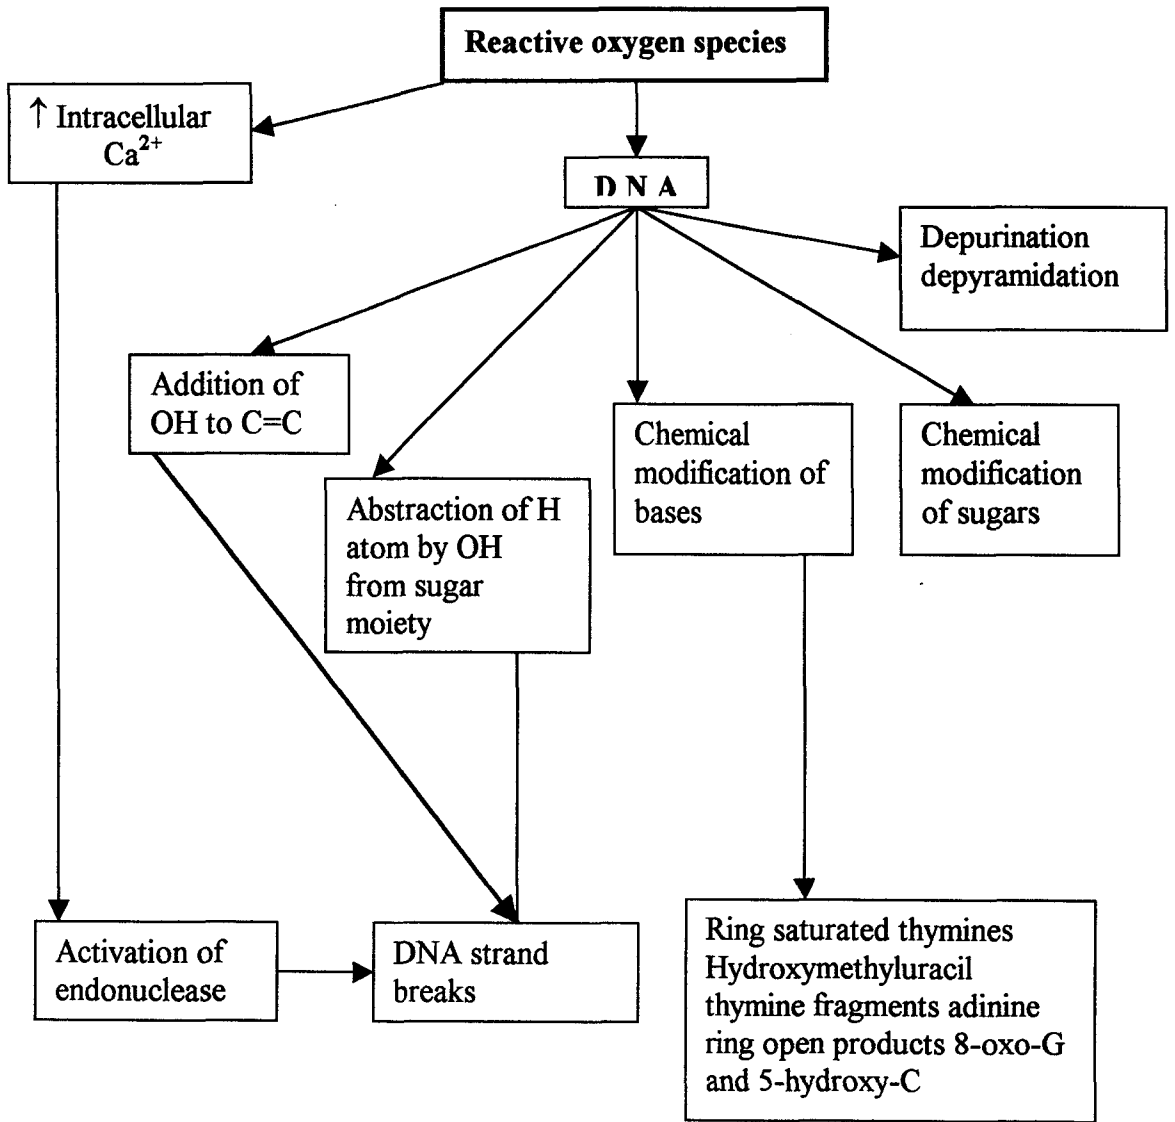 Reactive oxygen species
↑ Intracellular
Ca²⁺
D N A
Depurination
depyramidation
Addition of
OH to C=C
Chemical
modification of
bases
Chemical
modification
of sugars
Abstraction of H
atom by OH
from sugar
moiety
Activation of
endonuclease
DNA strand
breaks
Ring saturated thymines
Hydroxymethyluracil
thymine fragments adinine
ring open products 8-oxo-G
and 5-hydroxy-C